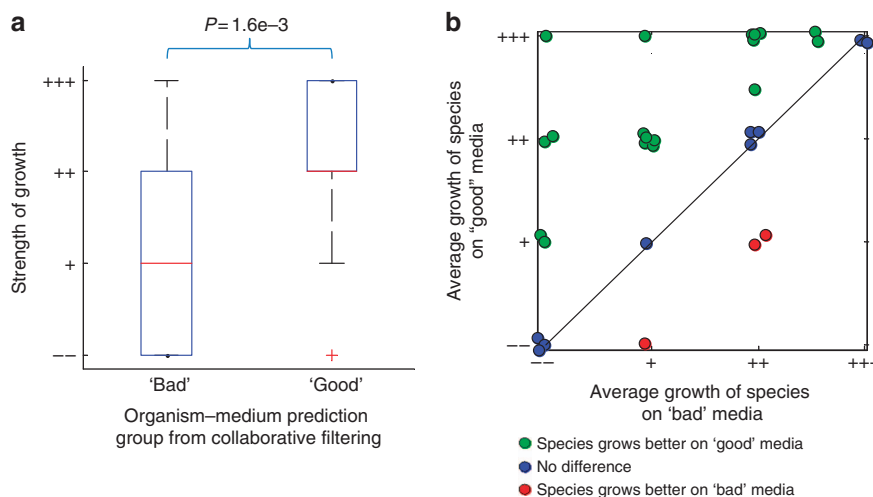 a
P=1.6e–3
+++
++
+
––
Strength of growth
'Bad'
'Good'
Organism–medium prediction
group from collaborative filtering
b
+++
++
+
––
Average growth of species
on "good" media
––
+
++
++
Average growth of species
on 'bad' media
Species grows better on 'good' media
No difference
Species grows better on 'bad' media